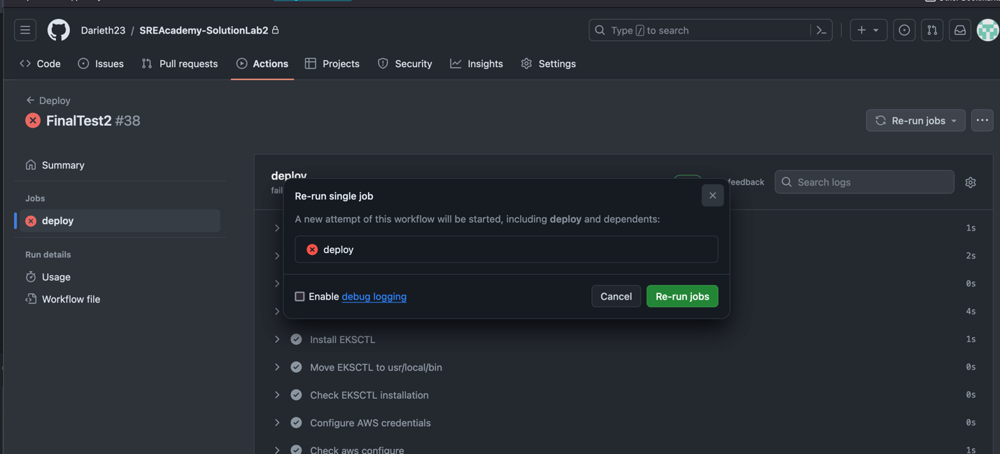 Darieth23 / SREAcademy-SolutionLab2
Type / to search
Code Issues Pull requests Actions Projects Security Insights Settings
Deploy
FinalTest2 #38
Re-run jobs
Summary
Jobs
deploy
Run details
Usage
Workflow file
deploy
fail
feedback
Search logs
Re-run single job
A new attempt of this workflow will be started, including deploy and dependents:
deploy
Enable debug logging
Cancel
Re-run jobs
1s
2s
0s
4s
Install EKSCTL 1s
Move EKSCTL to usr/local/bin 0s
Check EKSCTL installation 0s
Configure AWS credentials 0s
Check aws configure 1s